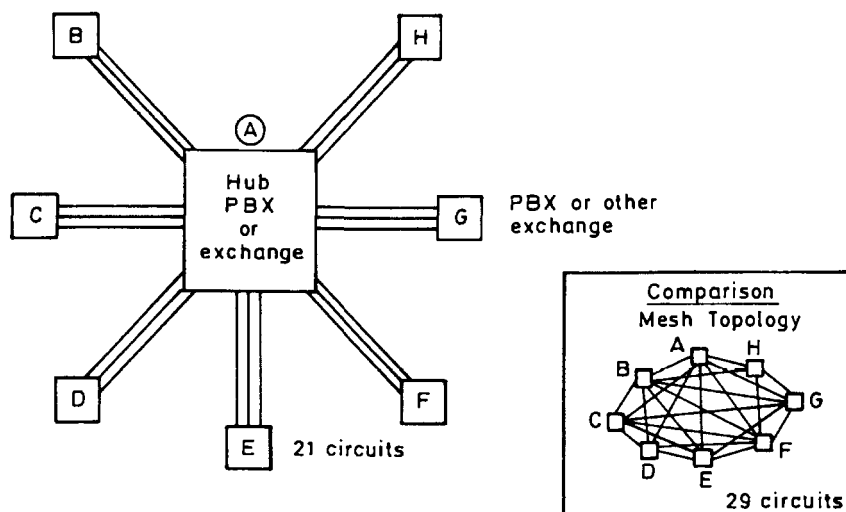 B
H
A
Hub
PBX
or
exchange
C
G
PBX or other
exchange
D
F
E
21 circuits
Comparison
Mesh Topology
A
H
B
G
C
F
D
E
29 circuits